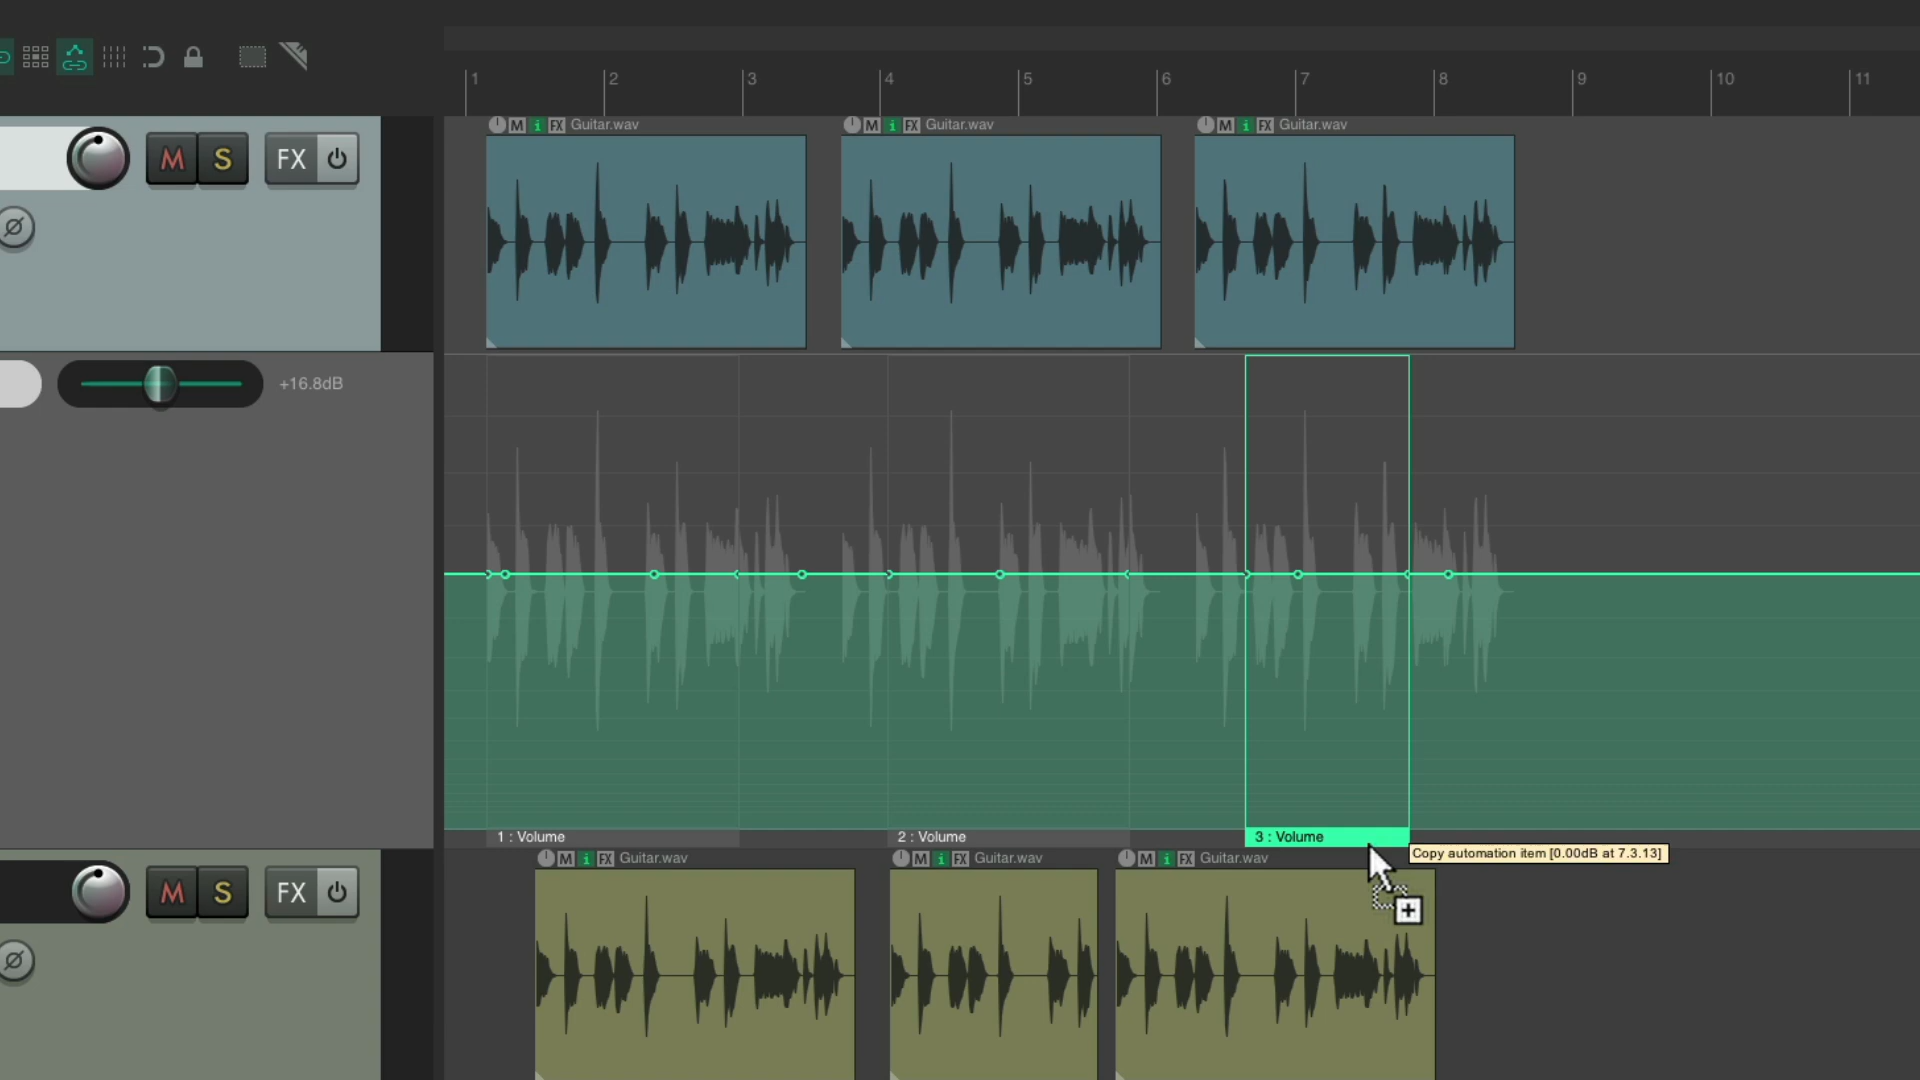 1 2 3 4 5 6 7 8 9 10 11
M i FX Guitar.wav M i FX Guitar.wav M i FX Guitar.wav
M S FX
Ø
+16.8dB
1 : Volume 2 : Volume 3 : Volume
Copy automation item [0.00dB at 7.3.13]
M i FX Guitar.wav M i FX Guitar.wav M i FX Guitar.wav
M S FX
Ø